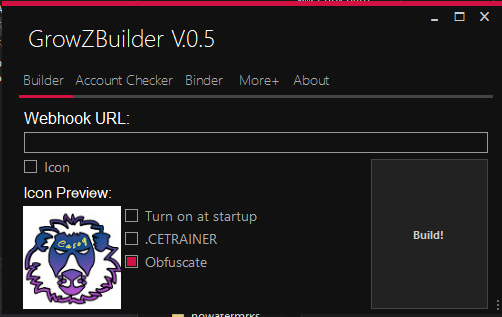 GrowZBuilder V.0.5
Builder Account Checker Binder More+ About
Webhook URL:
Icon
Icon Preview:
Turn on at startup
.CETRAINER
Obfuscate
Build!